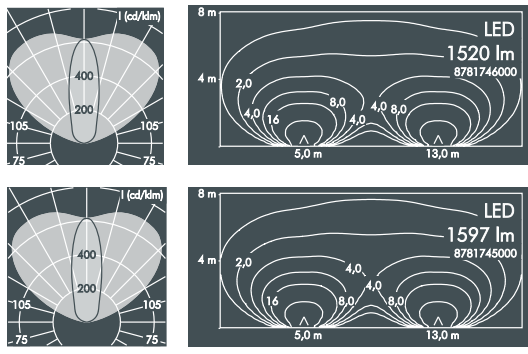 I (cd/klm)
400
200
105 105
75 75
8 m
LED
1520 lm
8781746000
4 m
2,0
8,0 4,0 8,0
4,0 16 4,0
5,0 m 13,0 m
I (cd/klm)
400
200
105 105
75 75
8 m
LED
1597 lm
8781745000
4 m
2,0 4,0
4,0
16 8,0 8,0
5,0 m 13,0 m